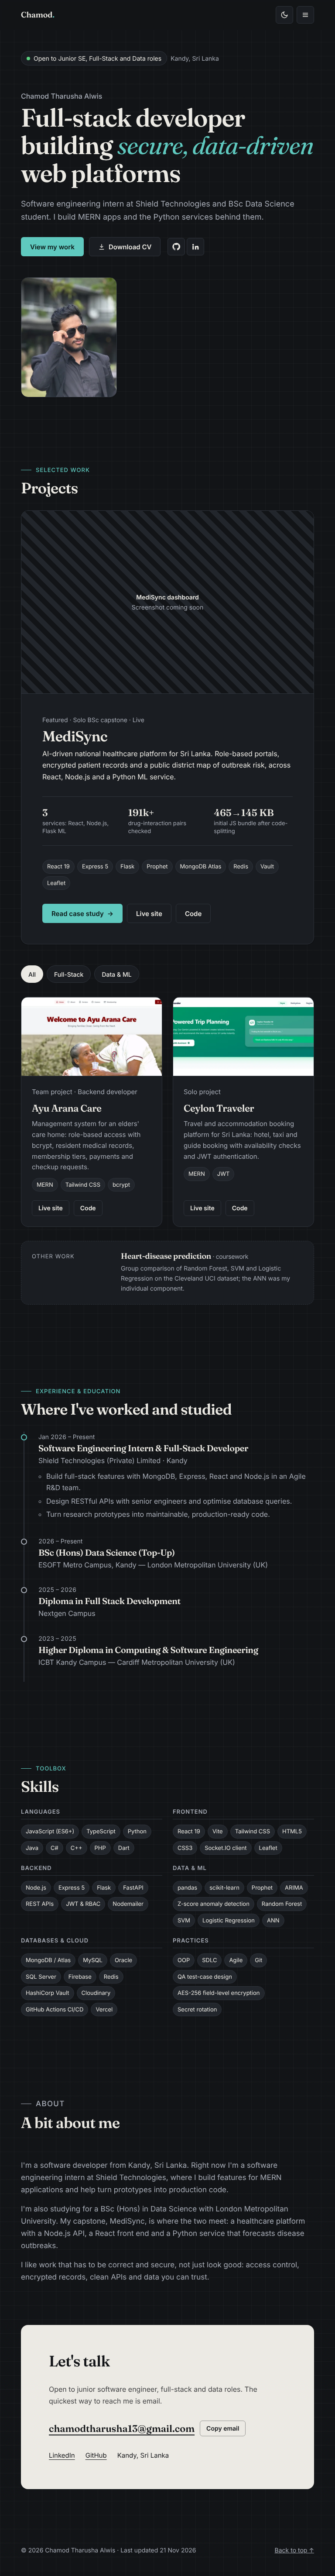 Chamod.
Open to Junior SE, Full-Stack and Data roles
Kandy, Sri Lanka
Chamod Tharusha Alwis
Full-stack developer
building secure, data-driven
web platforms
Software engineering intern at Shield Technologies and BSc Data Science
student. I build MERN apps and the Python services behind them.
View my work
Download CV
SELECTED WORK
Projects
MediSync dashboard
Screenshot coming soon
Featured · Solo BSc capstone · Live
MediSync
AI-driven national healthcare platform for Sri Lanka. Role-based portals,
encrypted patient records and a public district map of outbreak risk, across
React, Node.js and a Python ML service.
3
services: React, Node.js,
Flask ML
191k+
drug-interaction pairs
checked
465→145 KB
initial JS bundle after code-
splitting
React 19
Express 5
Flask
Prophet
MongoDB Atlas
Redis
Vault
Leaflet
Read case study →
Live site
Code
All
Full-Stack
Data & ML
Welcome to Ayu Arana Care
Powered Trip Planning
Team project · Backend developer
Ayu Arana Care
Management system for an elders'
care home: role-based access with
bcrypt, resident medical records,
membership tiers, payments and
checkup requests.
MERN
Tailwind CSS
bcrypt
Live site
Code
Solo project
Ceylon Traveler
Travel and accommodation booking
platform for Sri Lanka: hotel, taxi and
guide booking with availability checks
and JWT authentication.
MERN
JWT
Live site
Code
OTHER WORK
Heart-disease prediction · coursework
Group comparison of Random Forest, SVM and Logistic
Regression on the Cleveland UCI dataset; the ANN was my
individual component.
EXPERIENCE & EDUCATION
Where I've worked and studied
Jan 2026 – Present
Software Engineering Intern & Full-Stack Developer
Shield Technologies (Private) Limited · Kandy
Build full-stack features with MongoDB, Express, React and Node.js in an Agile
R&D team.
Design RESTful APIs with senior engineers and optimise database queries.
Turn research prototypes into maintainable, production-ready code.
2026 – Present
BSc (Hons) Data Science (Top-Up)
ESOFT Metro Campus, Kandy — London Metropolitan University (UK)
2025 – 2026
Diploma in Full Stack Development
Nextgen Campus
2023 – 2025
Higher Diploma in Computing & Software Engineering
ICBT Kandy Campus — Cardiff Metropolitan University (UK)
TOOLBOX
Skills
LANGUAGES
JavaScript (ES6+)
TypeScript
Python
Java
C#
C++
PHP
Dart
FRONTEND
React 19
Vite
Tailwind CSS
HTML5
CSS3
Socket.IO client
Leaflet
BACKEND
Node.js
Express 5
Flask
FastAPI
REST APIs
JWT & RBAC
Nodemailer
DATA & ML
pandas
scikit-learn
Prophet
ARIMA
Z-score anomaly detection
Random Forest
SVM
Logistic Regression
ANN
DATABASES & CLOUD
MongoDB / Atlas
MySQL
Oracle
SQL Server
Firebase
Redis
HashiCorp Vault
Cloudinary
GitHub Actions CI/CD
Vercel
PRACTICES
OOP
SDLC
Agile
Git
QA test-case design
AES-256 field-level encryption
Secret rotation
ABOUT
A bit about me
I'm a software developer from Kandy, Sri Lanka. Right now I'm a software
engineering intern at Shield Technologies, where I build features for MERN
applications and help turn prototypes into production code.
I'm also studying for a BSc (Hons) in Data Science with London Metropolitan
University. My capstone, MediSync, is where the two meet: a healthcare platform
with a Node.js API, a React front end and a Python service that forecasts disease
outbreaks.
I like work that has to be correct and secure, not just look good: access control,
encrypted records, clean APIs and data you can trust.
Let's talk
Open to junior software engineer, full-stack and data roles. The
quickest way to reach me is email.
chamodtharusha13@gmail.com
Copy email
LinkedIn
GitHub
Kandy, Sri Lanka
© 2026 Chamod Tharusha Alwis · Last updated 21 Nov 2026
Back to top ↑